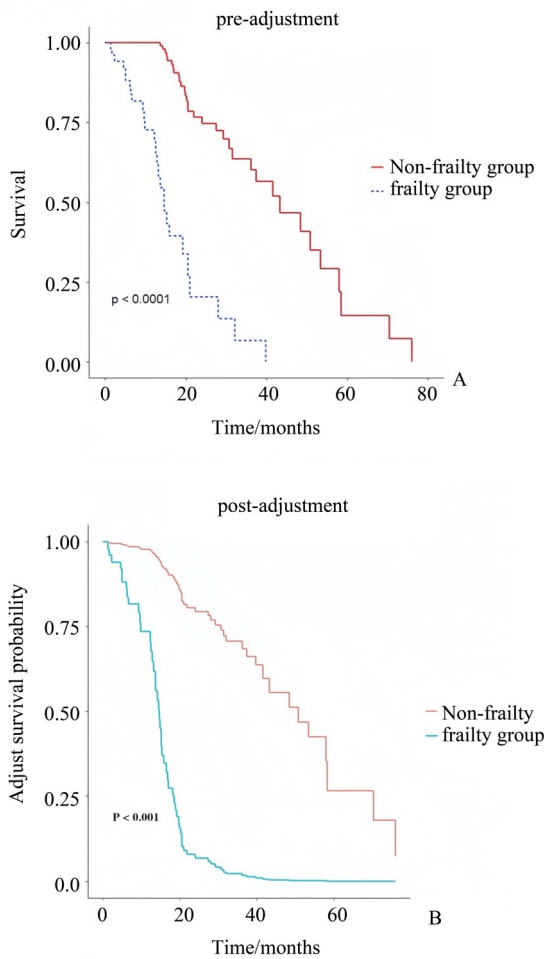 pre-adjustment
1.00
0.75
0.50
0.25
0.00
Survival
Non-frailty group
frailty group
p < 0.0001
0 20 40 60 80
A
Time/months
post-adjustment
1.00
0.75
0.50
0.25
0.0
Adjust survival probability
Non-frailty
frailty group
P < 0.001
0 20 40 60
B
Time/months